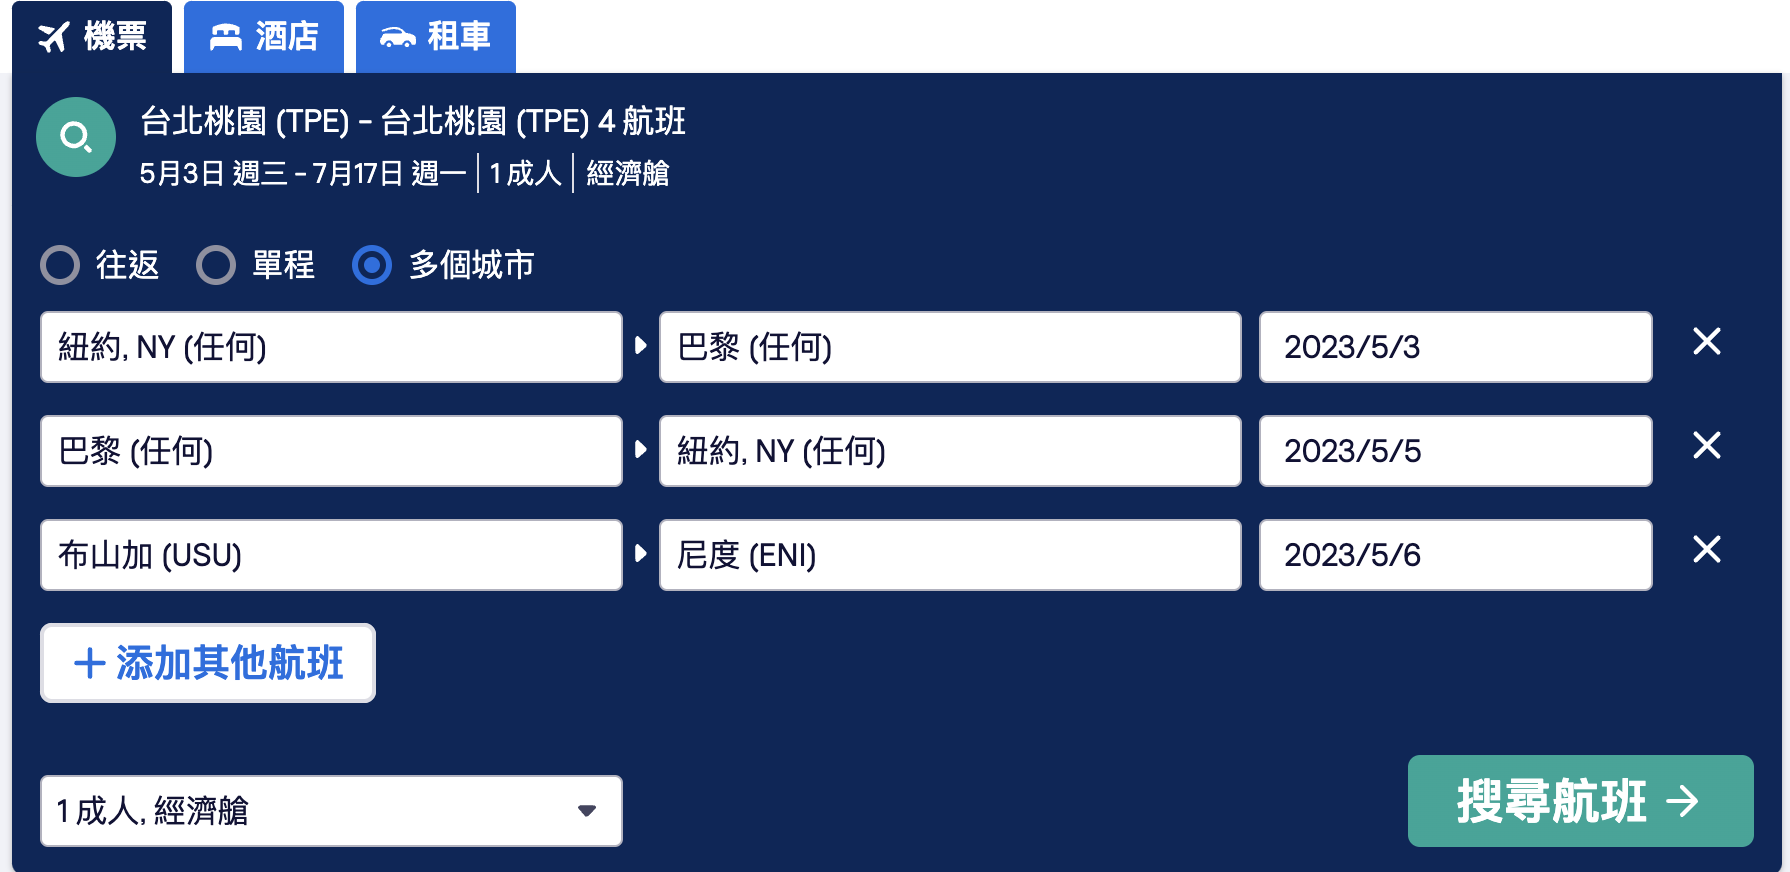 機票 酒店 租車
台北桃園 (TPE) - 台北桃園 (TPE) 4 航班
5月3日 週三 - 7月17日 週一 | 1 成人 | 經濟艙
往返 單程 多個城市
紐約, NY (任何) 巴黎 (任何) 2023/5/3
巴黎 (任何) 紐約, NY (任何) 2023/5/5
布山加 (USU) 尼度 (ENI) 2023/5/6
+ 添加其他航班
1 成人, 經濟艙
搜尋航班 →